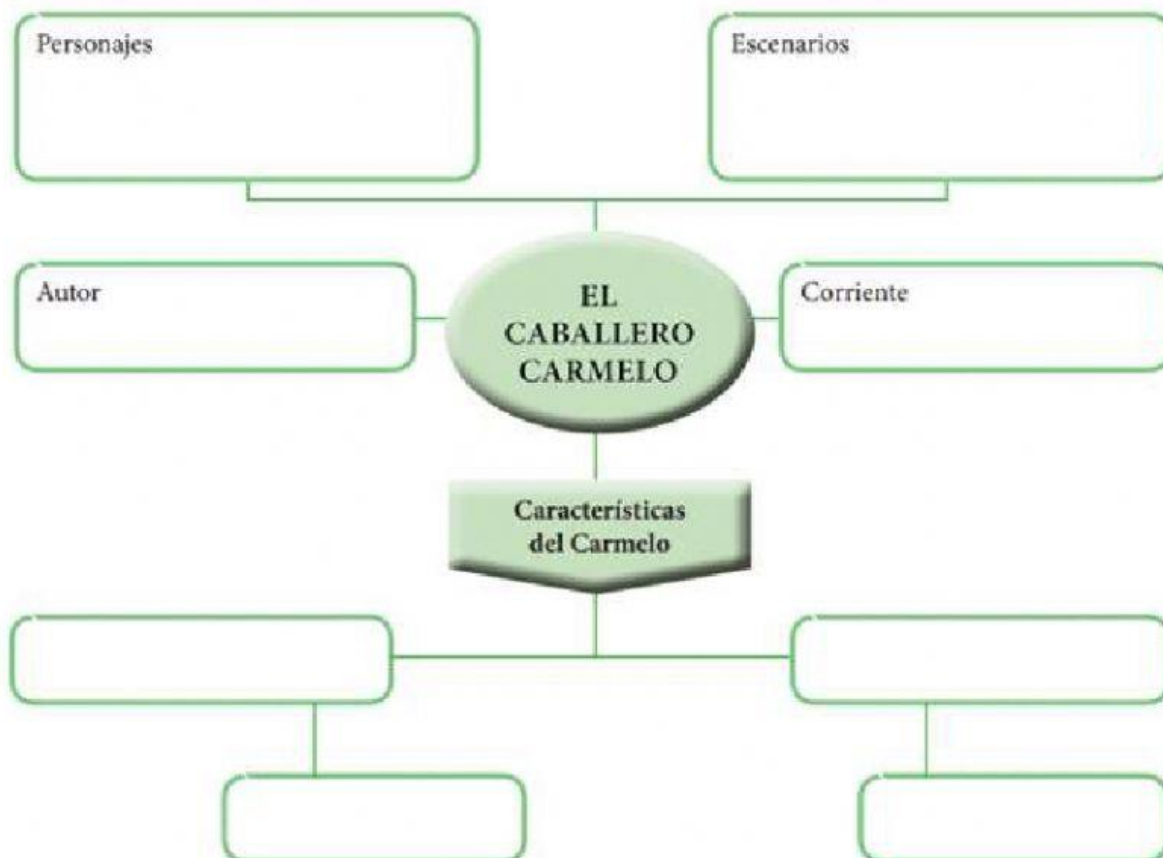 Personajes
Escenarios
Autor
EL
CABALLERO
CARMELO
Corriente
Características
del Carmelo